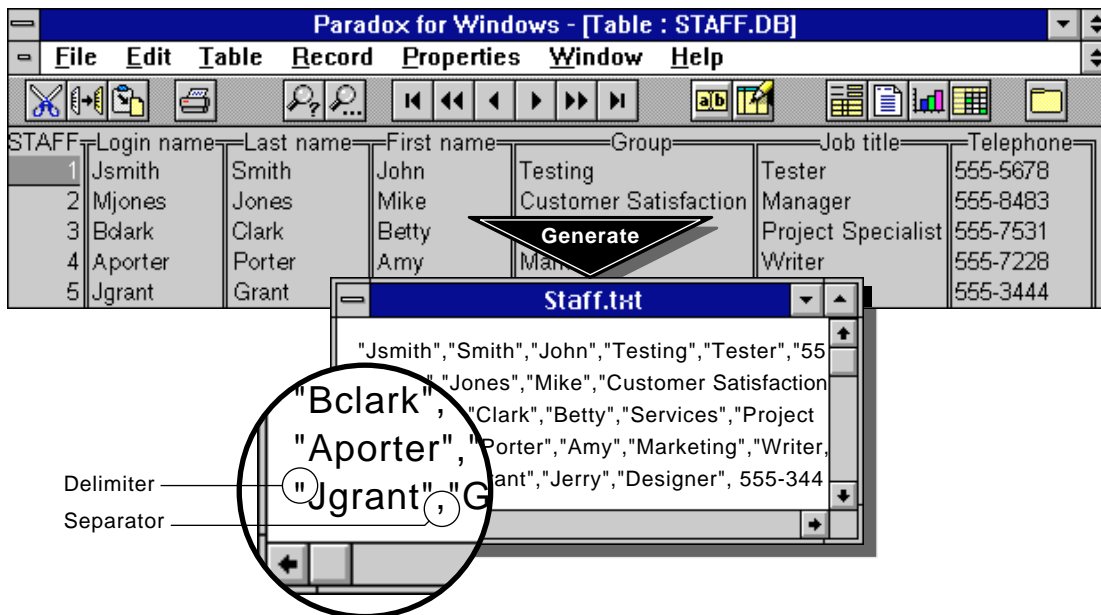 Paradox for Windows - [Table : STAFF.DB]
File Edit Table Record Properties Window Help
STAFF Login name Last name First name Group Job title Telephone
1 Jsmith Smith John Testing Tester 555-5678
2 Mjones Jones Mike Customer Satisfaction Manager 555-8483
3 Bclark Clark Betty Project Specialist 555-7531
Generate
4 Aporter Porter Amy Writer 555-7228
5 Jgrant Grant 555-3444
Staff.txt
"Jsmith","Smith","John","Testing","Tester","55
"Jones","Mike","Customer Satisfaction
"Bclark", "Clark","Betty","Services","Project
"Aporter","Porter","Amy","Marketing","Writer,
"Jgrant","G rant","Jerry","Designer", 555-344
Delimiter
Separator